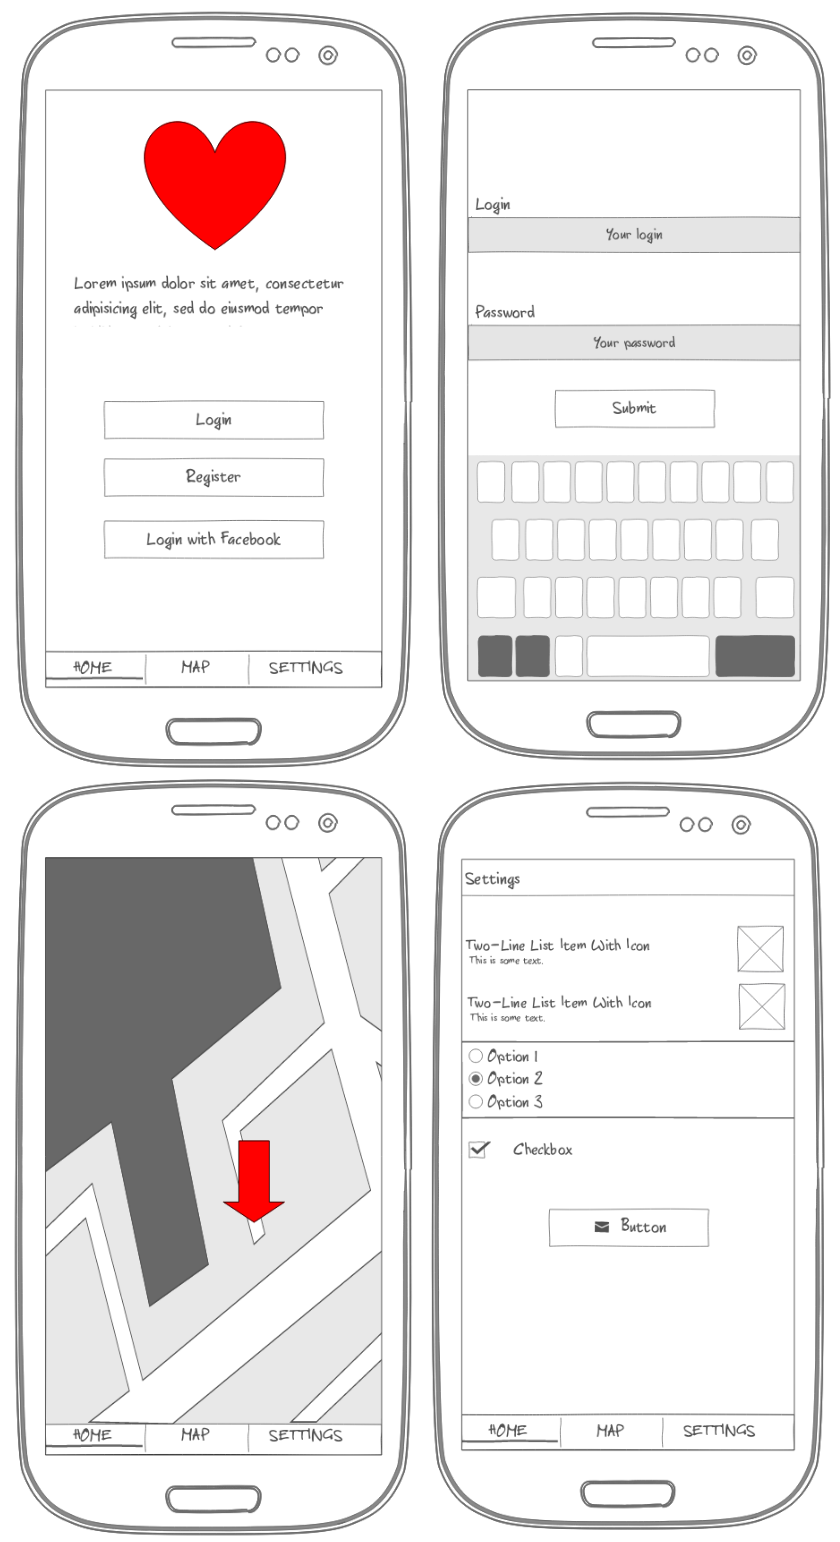 Lorem ipsum dolor sit amet, consectetur
adipisicing elit, sed do eiusmod tempor
Login
Register
Login with Facebook
HOME MAP SETTINGS
Login
Your login
Password
Your password
Submit
HOME MAP SETTINGS
Settings
Two-Line List Item With Icon
This is some text.
Two-Line List Item With Icon
This is some text.
Option 1
Option 2
Option 3
Checkbox
Button
HOME MAP SETTINGS